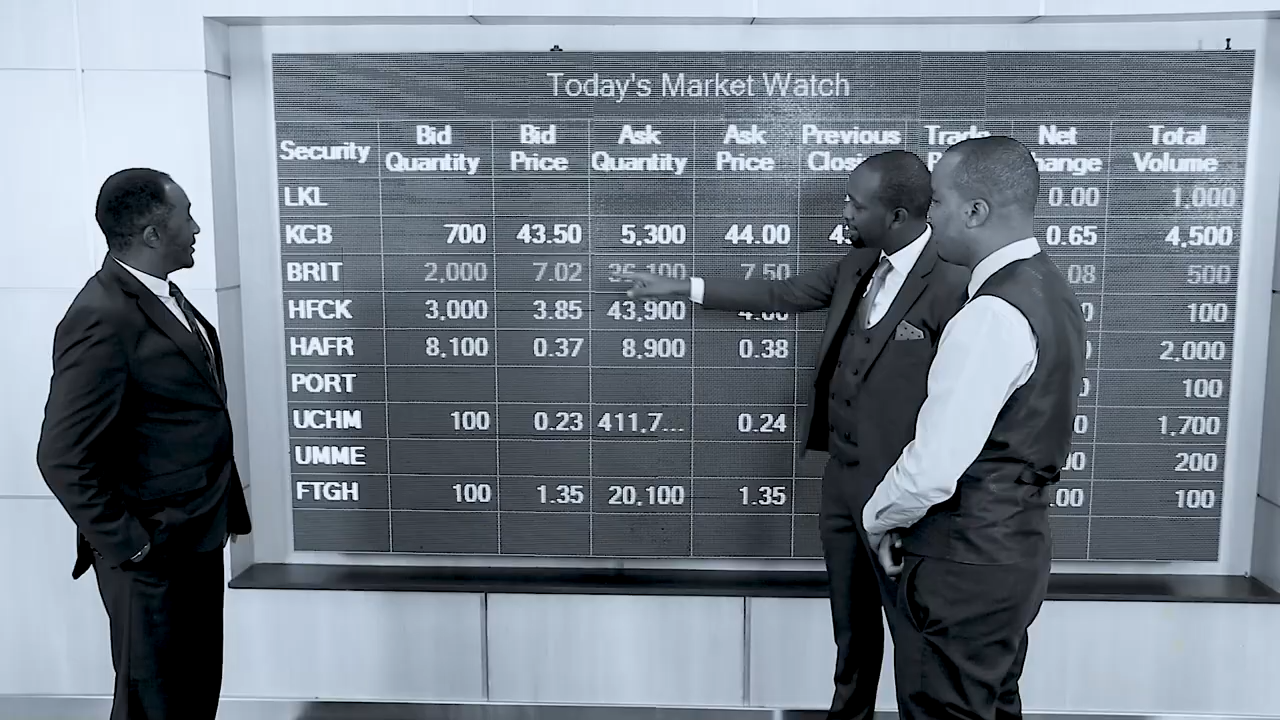 Today's Market Watch
Security Bid Quantity Bid Price Ask Quantity Ask Price Previous Net Total Volume
LKL 0.00 1,000
KCB 700 43.50 5,300 44.00 0.65 4,500
BRIT 2,000 7.02 7.50 500
HFCK 3,000 3.85 43,900 100
HAFR 8,100 0.37 8,900 0.38 2,000
PORT 100
UCHM 100 0.23 411,7... 0.24 1,700
UMME 200
FTGH 100 1.35 20,100 1.35 .00 100